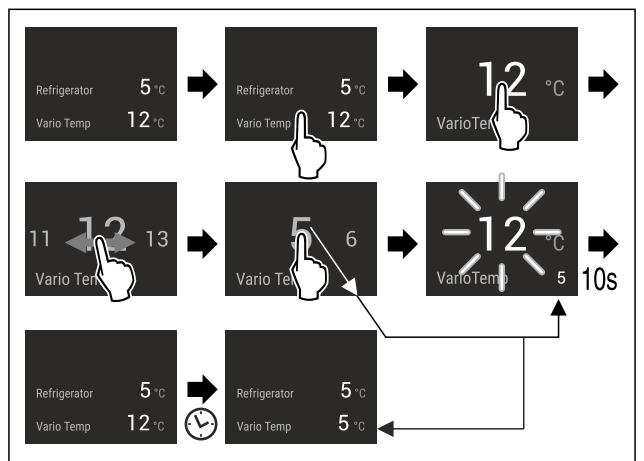 Refrigerator 5 °C
Vario Temp 12 °C
Refrigerator 5 °C
Vario Temp 12 °C
12 °C
VarioTemp
11 12 13
Vario Temp
5 6
Vario Temp
12 °C
VarioTemp 5
10s
Refrigerator 5 °C
Vario Temp 12 °C
Refrigerator 5 °C
Vario Temp 5 °C